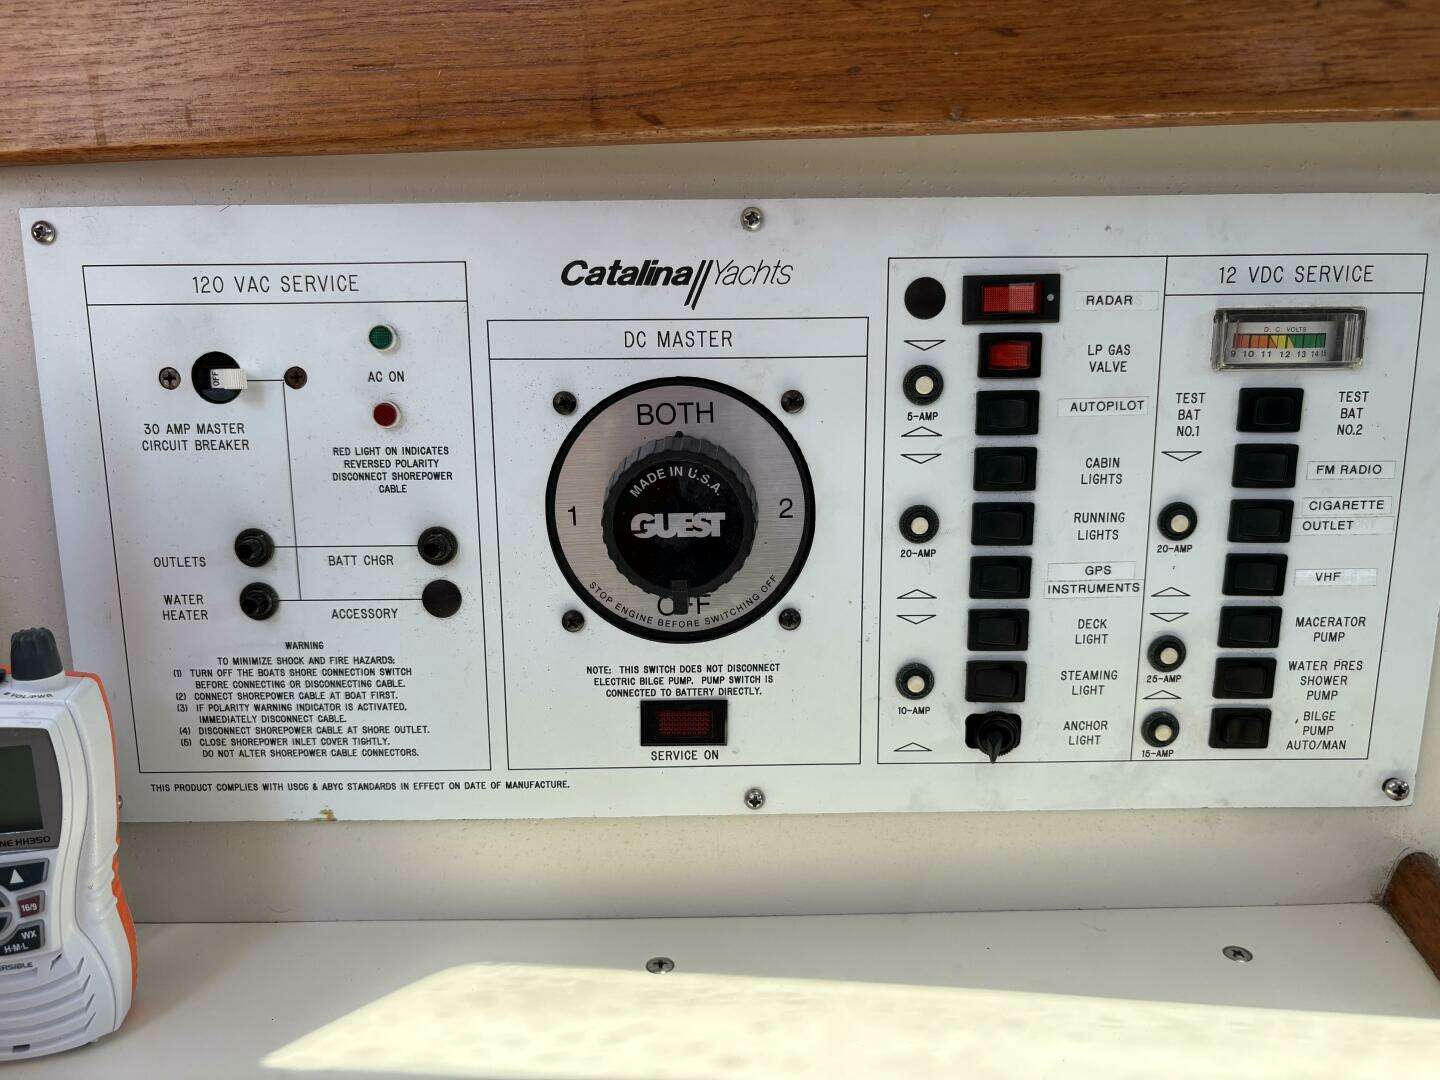 Catalina Yachts
120 VAC SERVICE
OFF
AC ON
30 AMP MASTER
CIRCUIT BREAKER
RED LIGHT ON INDICATES
REVERSED POLARITY
DISCONNECT SHOREPOWER
CABLE
OUTLETS
BATT CHGR
WATER
HEATER
ACCESSORY
WARNING
TO MINIMIZE SHOCK AND FIRE HAZARDS:
(1) TURN OFF THE BOATS SHORE CONNECTION SWITCH
BEFORE CONNECTING OR DISCONNECTING CABLE.
(2) CONNECT SHOREPOWER CABLE AT BOAT FIRST.
(3) IF POLARITY WARNING INDICATOR IS ACTIVATED,
IMMEDIATELY DISCONNECT CABLE.
(4) DISCONNECT SHOREPOWER CABLE AT SHORE OUTLET.
(5) CLOSE SHOREPOWER INLET COVER TIGHTLY.
DO NOT ALTER SHOREPOWER CABLE CONNECTORS.
THIS PRODUCT COMPLIES WITH USCG & ABYC STANDARDS IN EFFECT ON DATE OF MANUFACTURE.
DC MASTER
BOTH
MADE IN U.S.A.
1
GUEST
2
STOP ENGINE BEFORE SWITCHING OFF
NOTE: THIS SWITCH DOES NOT DISCONNECT
ELECTRIC BILGE PUMP. PUMP SWITCH IS
CONNECTED TO BATTERY DIRECTLY.
SERVICE ON
RADAR
LP GAS
VALVE
5-AMP
AUTOPILOT
CABIN
LIGHTS
RUNNING
LIGHTS
20-AMP
GPS
INSTRUMENTS
DECK
LIGHT
STEAMING
LIGHT
10-AMP
ANCHOR
LIGHT
12 VDC SERVICE
D.C. VOLTS
9 10 11 12 13 14 15
TEST
BAT
NO.1
TEST
BAT
NO.2
FM RADIO
CIGARETTE
OUTLET
20-AMP
VHF
MACERATOR
PUMP
25-AMP
WATER PRES
SHOWER
PUMP
15-AMP
BILGE
PUMP
AUTO/MAN
VOL/PWR
HH350
16/9
WX
H-M-L